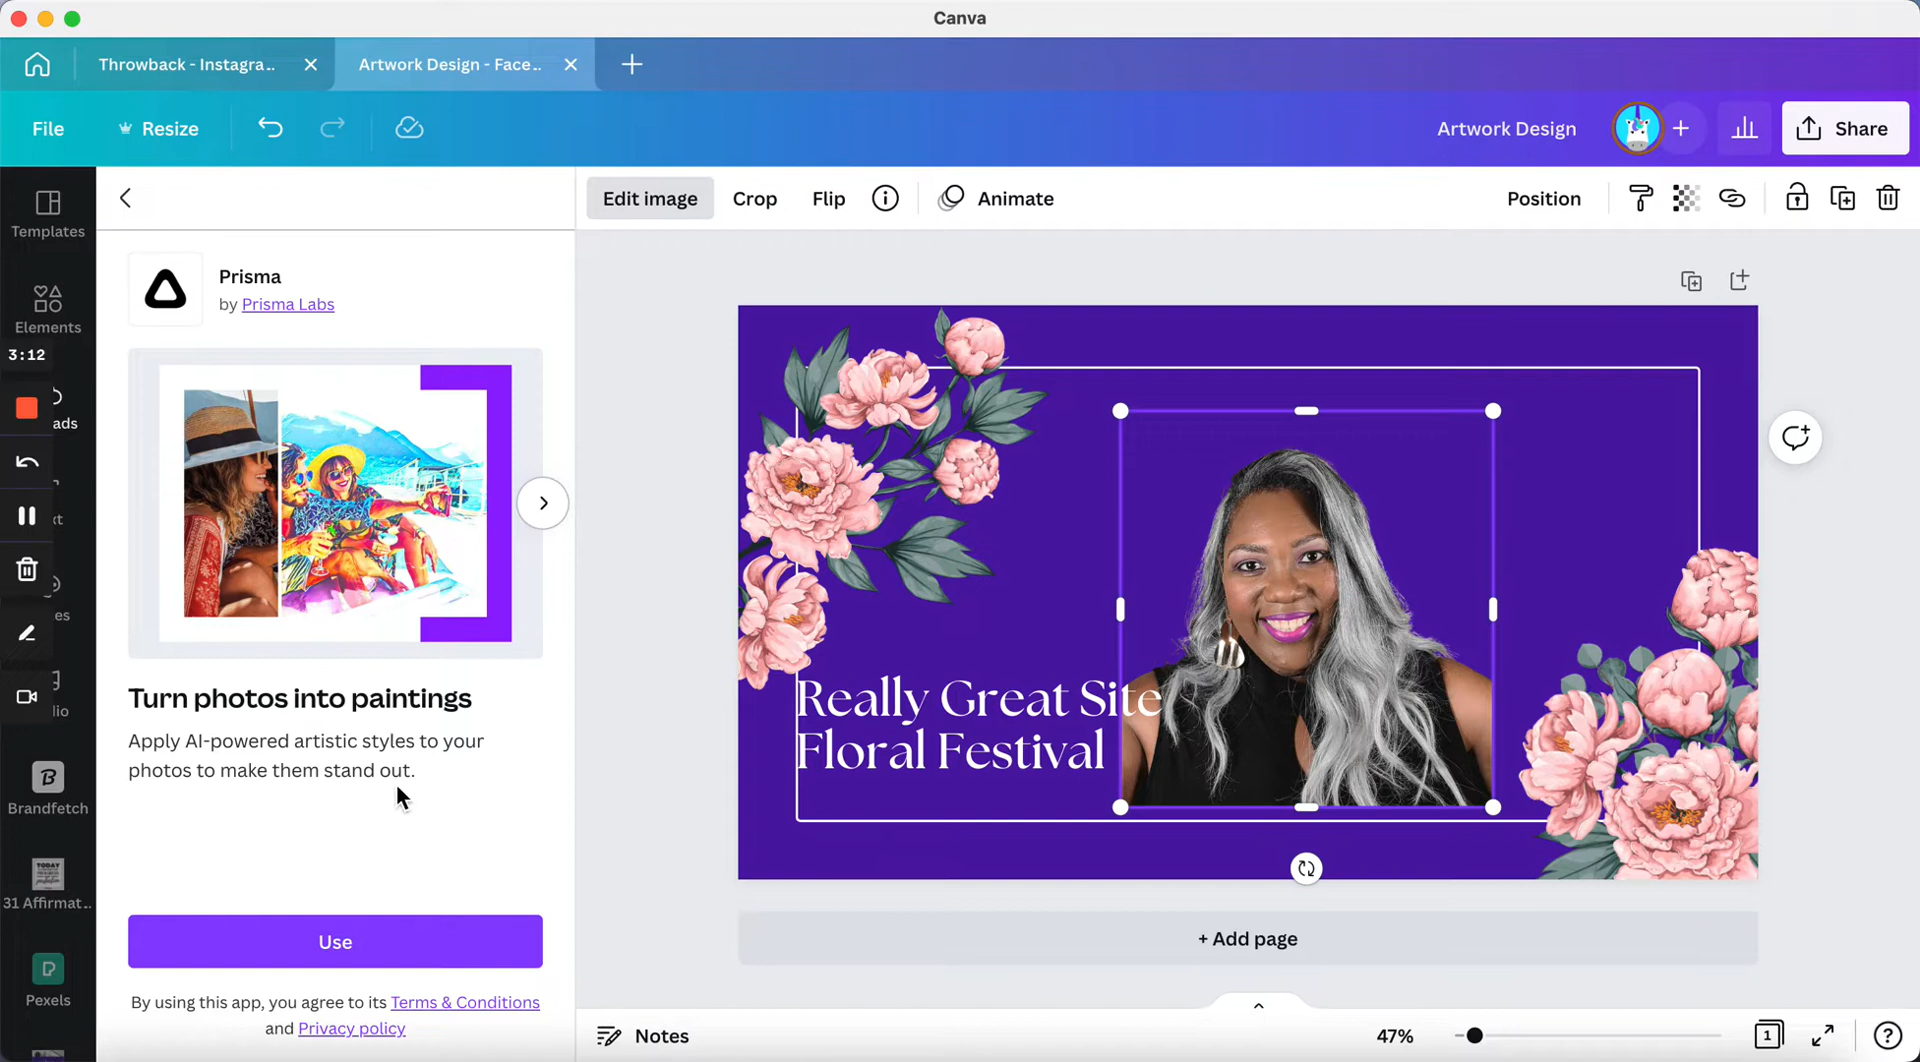 Canva
Throwback - Instagra..
Artwork Design - Face..
File
Resize
Artwork Design
Share
Templates
Elements
3:12
ads
xt
es
dio
Brandfetch
31 Affirmat..
Pexels
Prisma
by Prisma Labs
Turn photos into paintings
Apply AI-powered artistic styles to your
photos to make them stand out.
Use
By using this app, you agree to its Terms & Conditions
and Privacy policy
Edit image
Crop
Flip
Animate
Position
Really Great Site
Floral Festival
+ Add page
Notes
47%
1